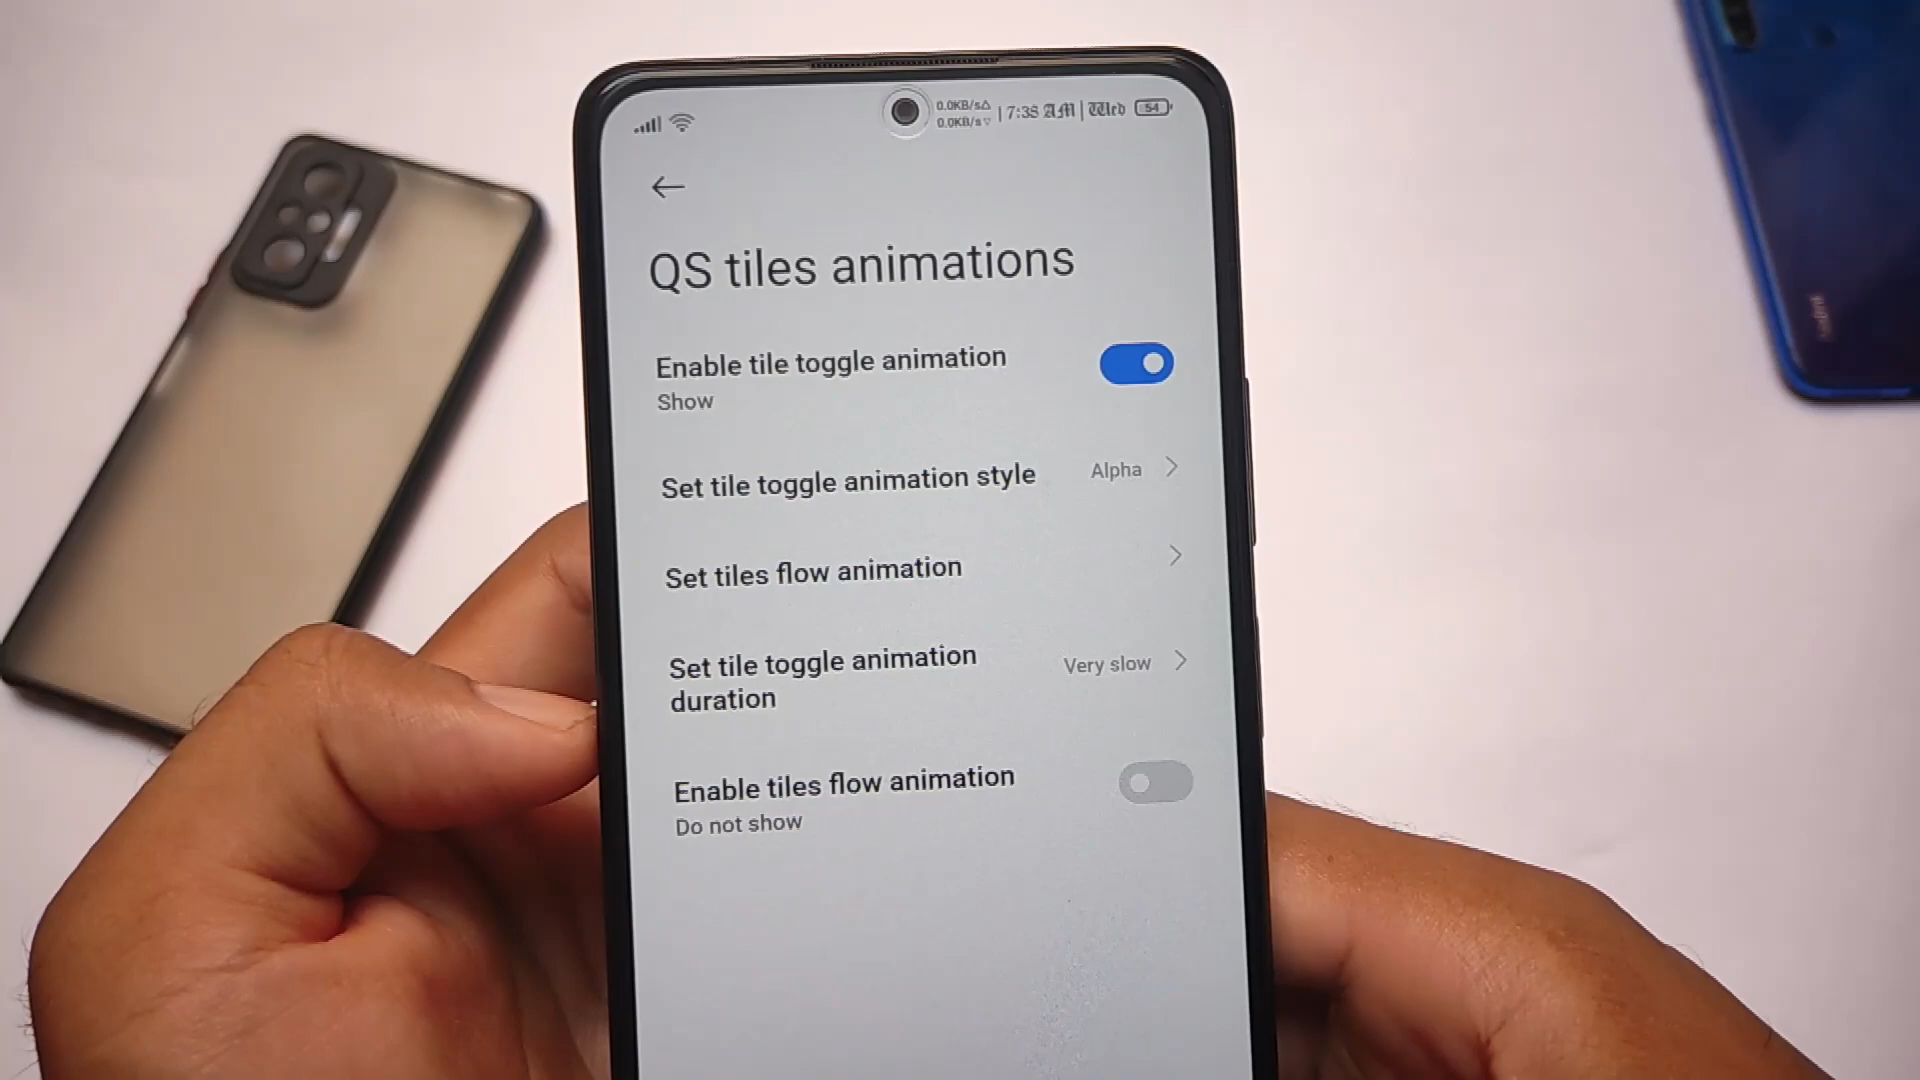 0.0KB/s△ | 7:38 AM | Wed 54
0.0KB/s▽
QS tiles animations
Enable tile toggle animation
Show
Set tile toggle animation style Alpha
Set tiles flow animation
Set tile toggle animation Very slow
duration
Enable tiles flow animation
Do not show